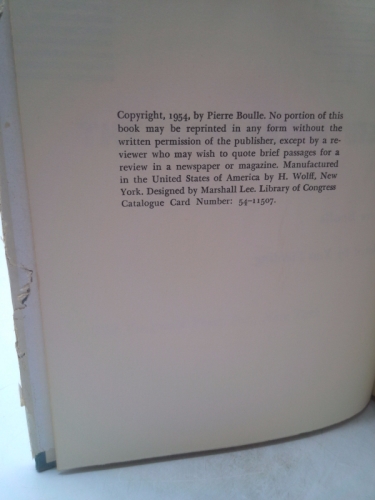 Copyright, 1954, by Pierre Boulle. No portion of this
book may be reprinted in any form without the
written permission of the publisher, except by a re-
viewer who may wish to quote brief passages for a
review in a newspaper or magazine. Manufactured
in the United States of America by H. Wolff, New
York. Designed by Marshall Lee. Library of Congress
Catalogue Card Number: 54-11507.